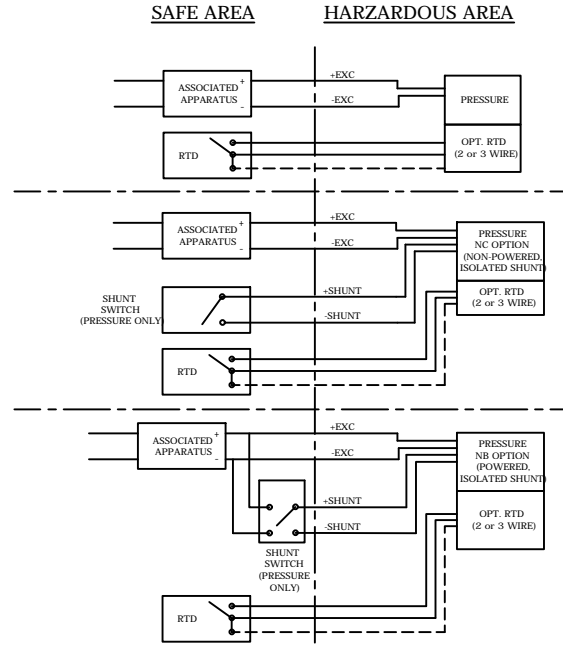 SAFE AREA
HARZARDOUS AREA
ASSOCIATED
APPARATUS
+
-
+EXC
-EXC
PRESSURE
RTD
OPT. RTD
(2 or 3 WIRE)
ASSOCIATED
APPARATUS
+
-
+EXC
-EXC
PRESSURE
NC OPTION
(NON-POWERED,
ISOLATED SHUNT)
SHUNT
SWITCH
(PRESSURE ONLY)
+SHUNT
-SHUNT
OPT. RTD
(2 or 3 WIRE)
RTD
ASSOCIATED
APPARATUS
+
-
+EXC
-EXC
PRESSURE
NB OPTION
(POWERED,
ISOLATED SHUNT)
+SHUNT
-SHUNT
SHUNT
SWITCH
(PRESSURE
ONLY)
OPT. RTD
(2 or 3 WIRE)
RTD